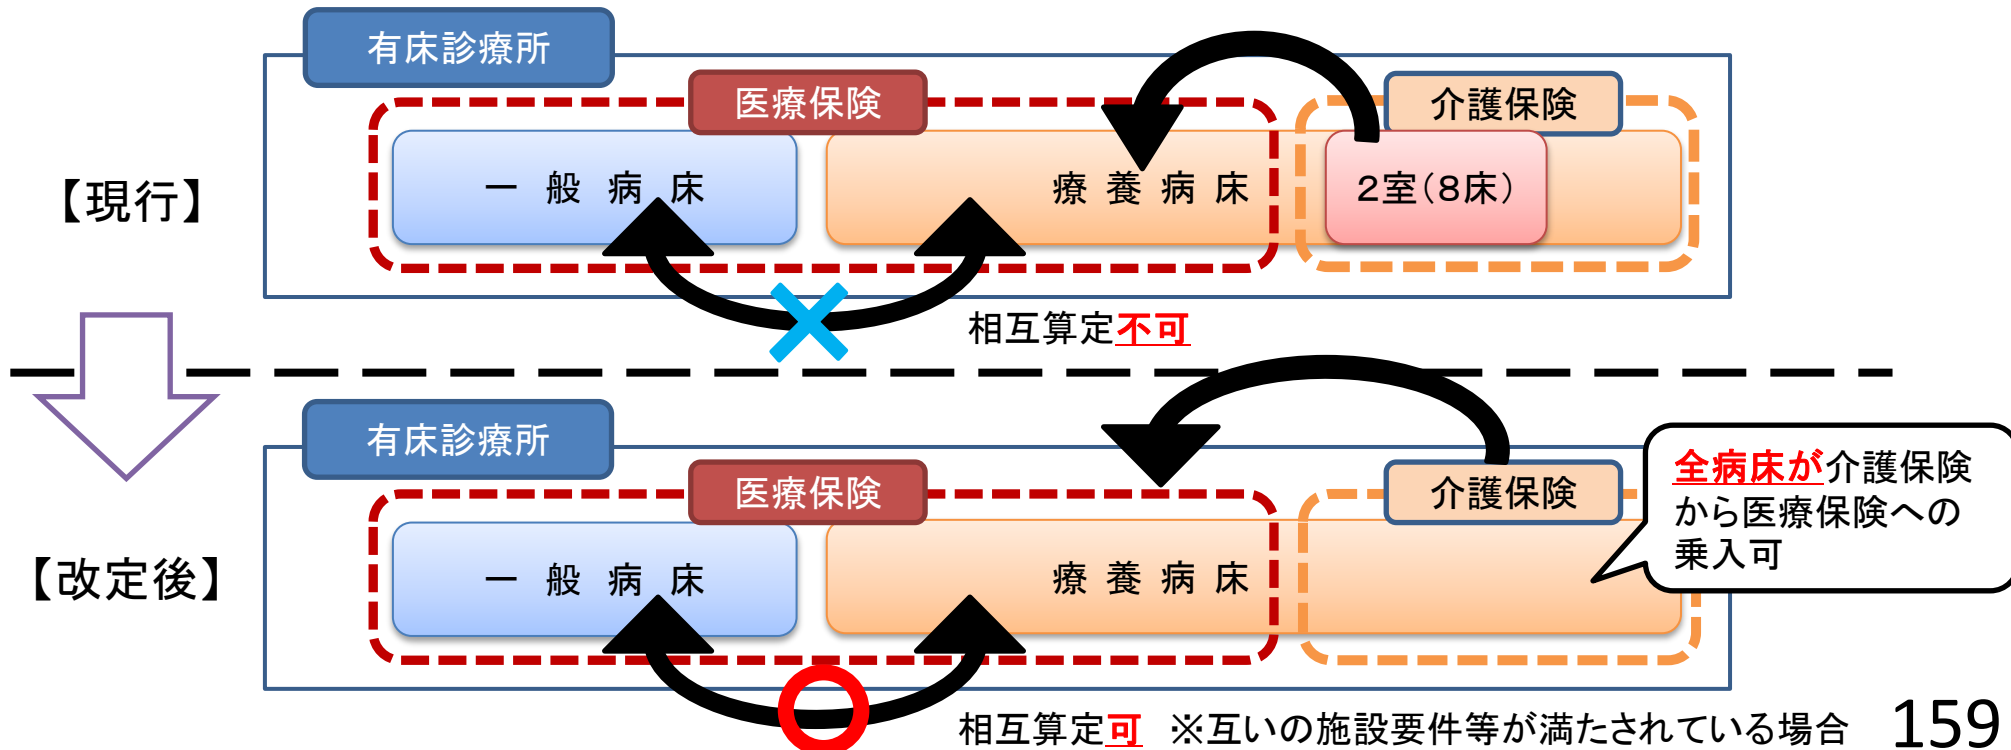 有床診療所
医療保険
介護保険
【現行】
一般病床
療養病床
2室(8床)
相互算定不可
有床診療所
医療保険
介護保険
全病床が介護保険
から医療保険への
乗入可
【改定後】
一般病床
療養病床
相互算定可 ※互いの施設要件等が満たされている場合
159